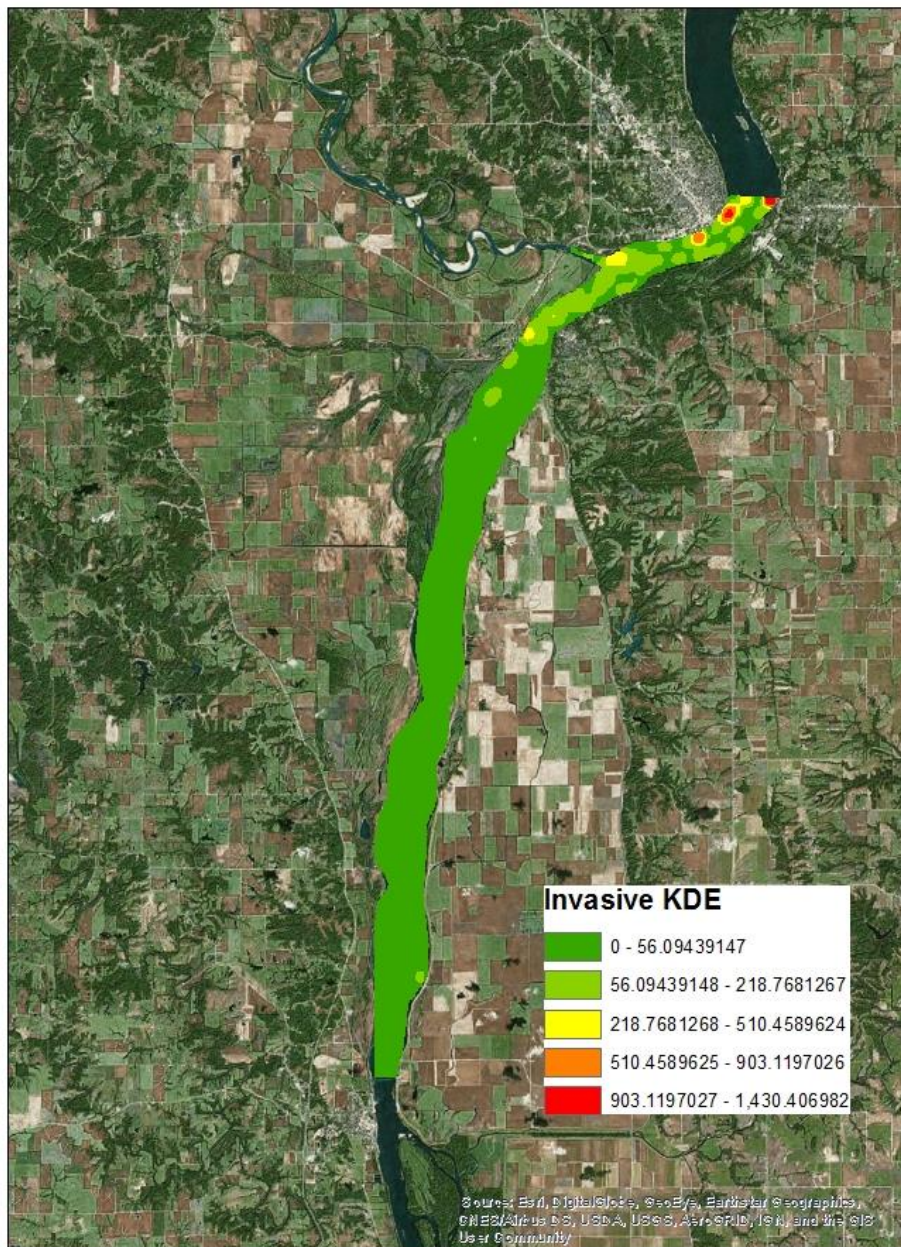 Invasive KDE
0 - 56.09439147
56.09439148 - 218.7681267
218.7681268 - 510.4589624
510.4589625 - 903.1197026
903.1197027 - 1,430.406982
Source: Esri, DigitalGlobe, GeoEye, Earthstar Geographics,
CNES/Airbus DS, USDA, USGS, AeroGRID, IGN, and the GIS
User Community